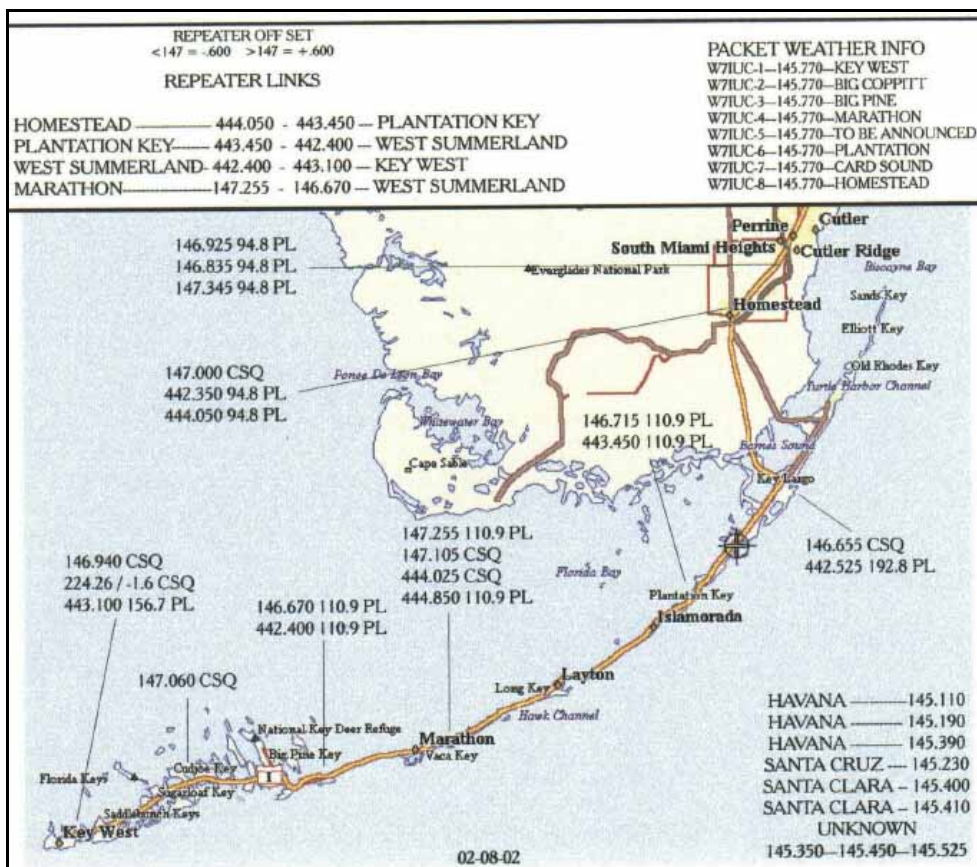 REPEATER OFF SET
<147 = -.600 >147 = +.600
REPEATER LINKS
HOMESTEAD ——— 444.050 - 443.450 — PLANTATION KEY
PLANTATION KEY—— 443.450 - 442.400 — WEST SUMMERLAND
WEST SUMMERLAND- 442.400 - 443.100 — KEY WEST
MARATHON——— 147.255 - 146.670 — WEST SUMMERLAND
PACKET WEATHER INFO
W7IUC-1—145.770—KEY WEST
W7IUC-2—145.770—BIG COPPITT
W7IUC-3—145.770—BIG PINE
W7IUC-4—145.770—MARATHON
W7IUC-5—145.770—TO BE ANNOUNCED
W7IUC-6—145.770—PLANTATION
W7IUC-7—145.770—CARD SOUND
W7IUC-8—145.770—HOMESTEAD
146.925 94.8 PL
146.835 94.8 PL
147.345 94.8 PL
Perrine
Cutler
South Miami Heights
Cutler Ridge
Everglades National Park
Biscayne Bay
Sands Key
Homestead
Elliott Key
Old Rhodes Key
Turtle Harbor Channel
147.000 CSQ
442.350 94.8 PL
444.050 94.8 PL
Ponce De Leon Bay
Whitewater Bay
Cape Sable
146.715 110.9 PL
443.450 110.9 PL
Barnes Sound
Key Largo
146.655 CSQ
442.525 192.8 PL
147.255 110.9 PL
147.105 CSQ
444.025 CSQ
444.850 110.9 PL
Florida Bay
Plantation Key
Islamorada
146.940 CSQ
224.26 / -1.6 CSQ
443.100 156.7 PL
146.670 110.9 PL
442.400 110.9 PL
147.060 CSQ
Layton
Long Key
Hawk Channel
National Key Deer Refuge
Big Pine Key
Marathon
Vaca Key
1
Cudjoe Key
Florida Keys
Sugarloaf Key
Saddlebunch Keys
Key West
HAVANA ——— 145.110
HAVANA ——— 145.190
HAVANA ——— 145.390
SANTA CRUZ — 145.230
SANTA CLARA – 145.400
SANTA CLARA – 145.410
UNKNOWN
145.350—145.450—145.525
02-08-02